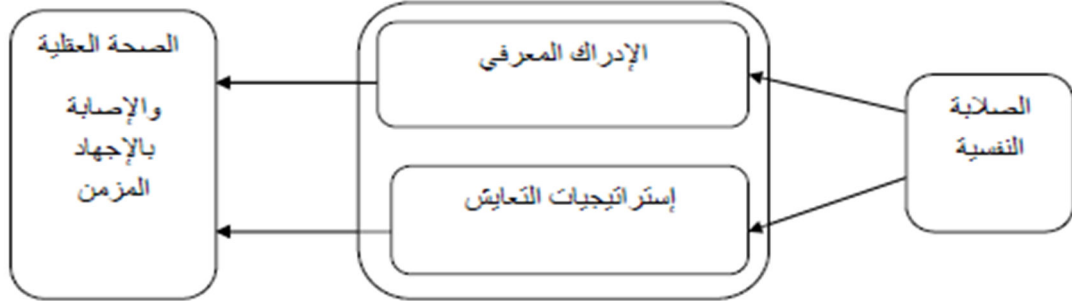 الصلابة
النفسية
الإدراك المعرفي
إستراتيجيات التعايش
الصحة العقلية
والإصابة
بالإجهاد
المزمن